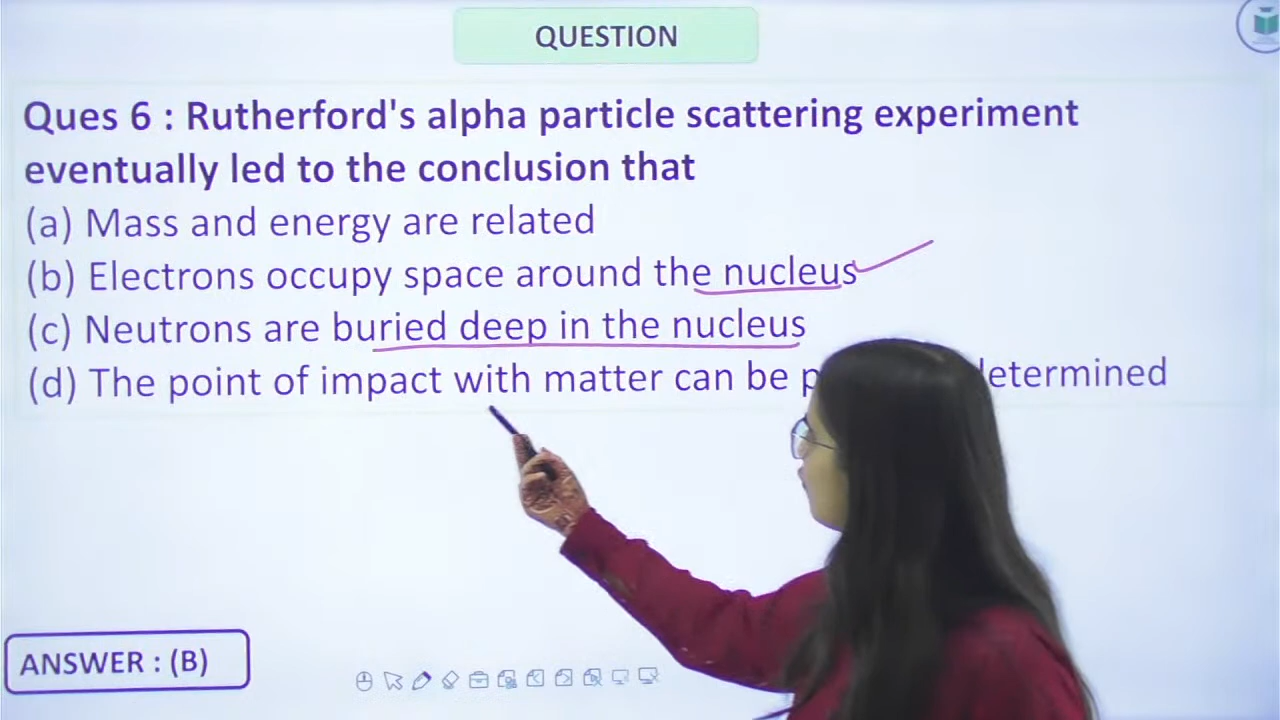 QUESTION
Ques 6 : Rutherford's alpha particle scattering experiment
eventually led to the conclusion that
(a) Mass and energy are related
(b) Electrons occupy space around the nucleus
(c) Neutrons are buried deep in the nucleus
(d) The point of impact with matter can be
ANSWER : (B)